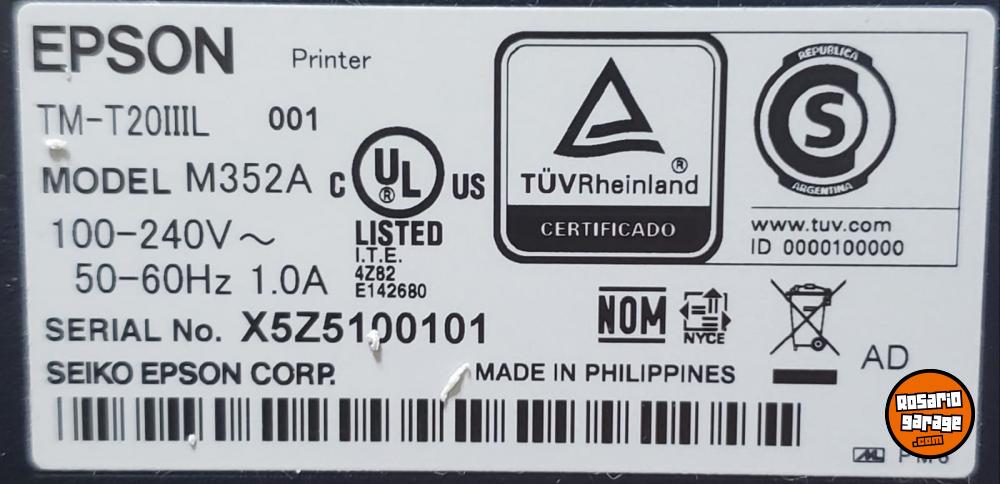 EPSON Printer
TM-T20IIIL 001
MODEL M352A
100-240V~
50-60Hz 1.0A
C UL US
®
LISTED
I.T.E.
4Z82
E142680
SERIAL No. X5Z5100101
SEIKO EPSON CORP.
MADE IN PHILIPPINES
®
TÜVRheinland
CERTIFICADO
REPUBLICA
S
ARGENTINA
www.tuv.com
ID 0000100000
NOM
NYCE
AD
Rosario
garage
.com